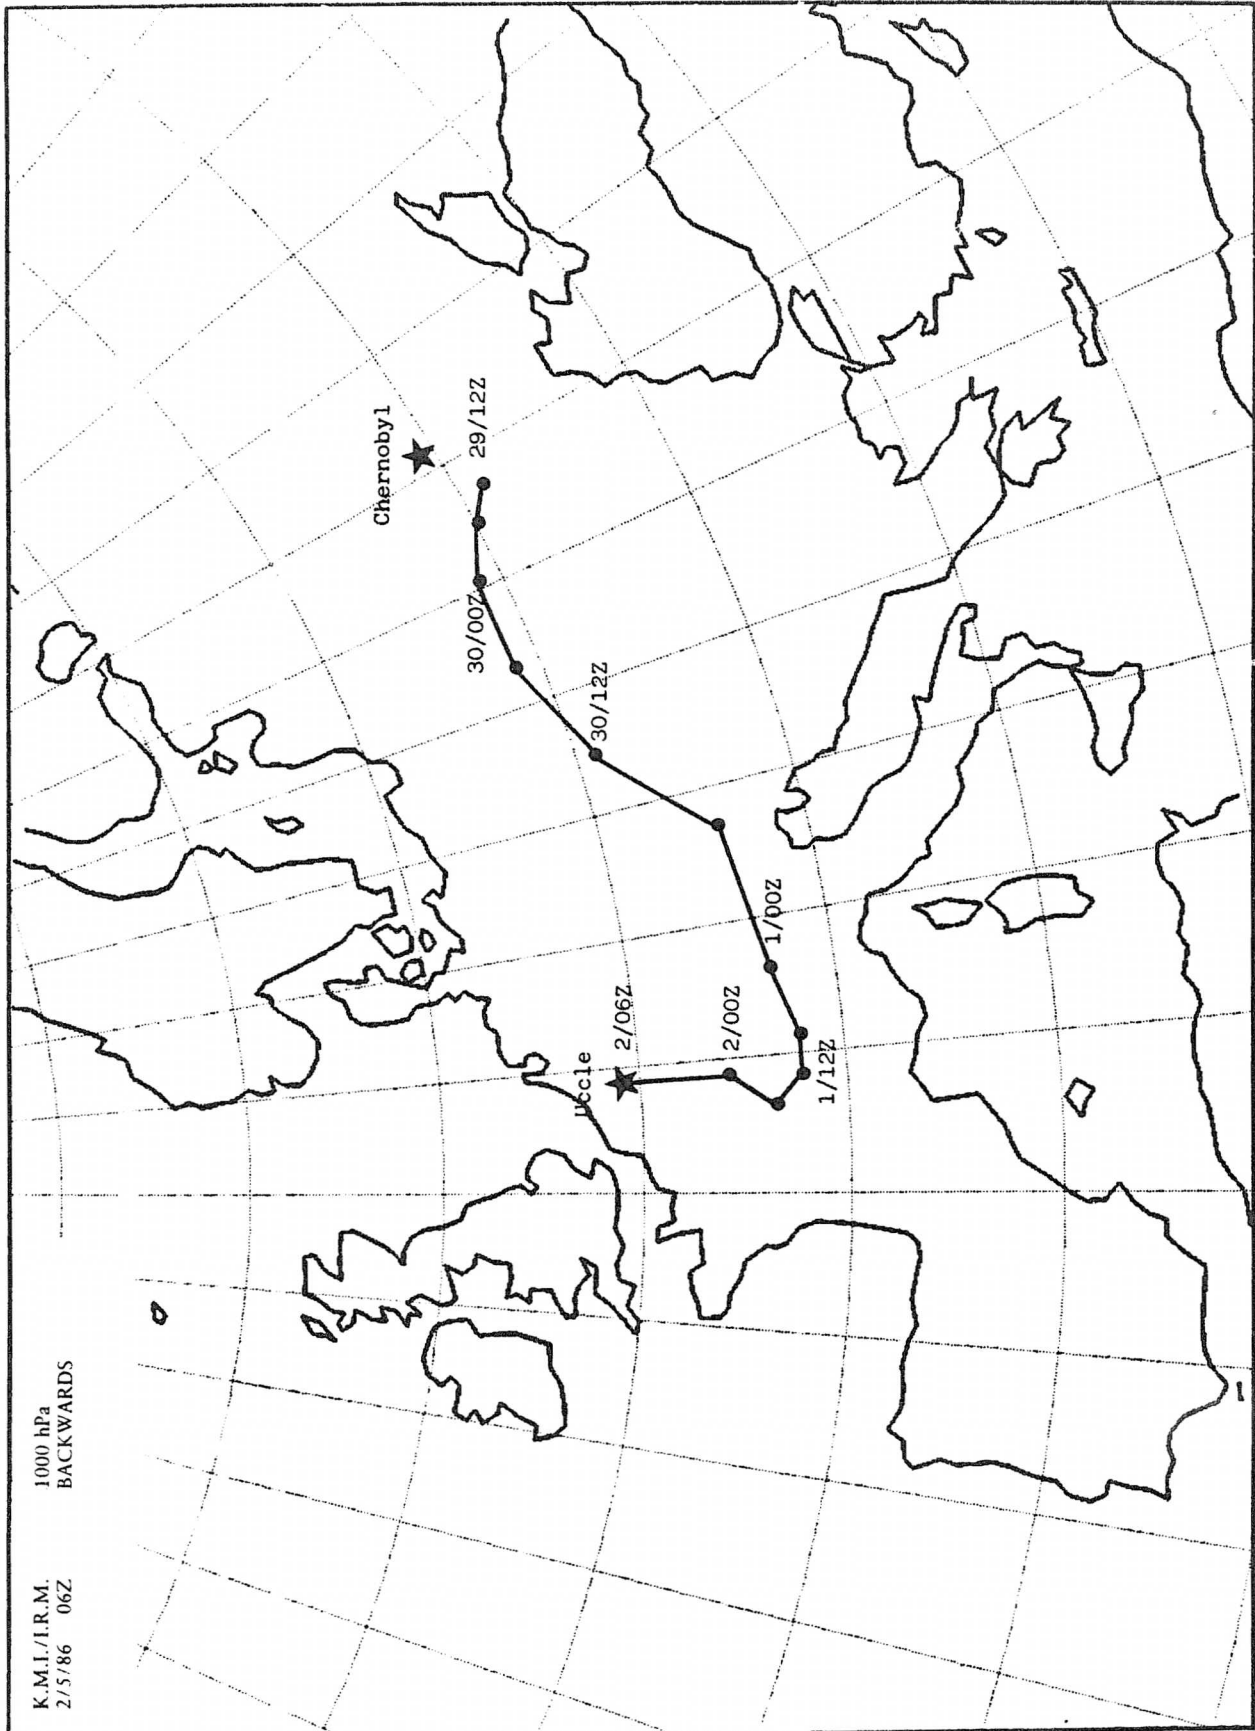 K.M.I./I.R.M.
2/5/86 06Z
1000 hPa
BACKWARDS
Uccle
2/06Z
2/00Z
1/12Z
1/00Z
30/12Z
30/00Z
29/12Z
Chernobyl